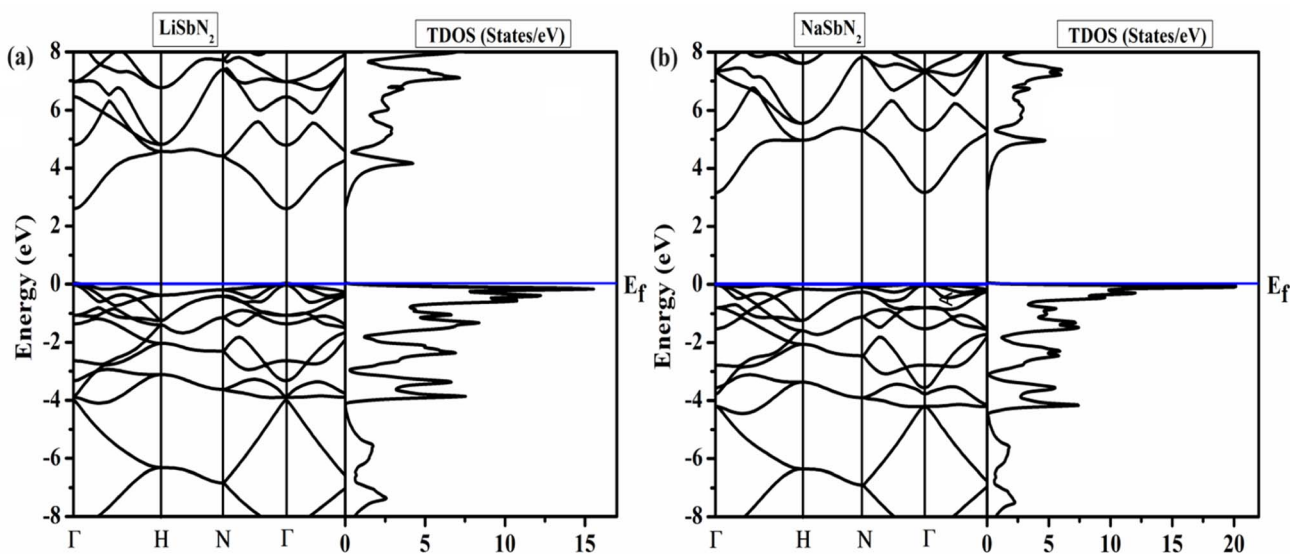 LiSbN₂ TDOS (States/eV) NaSbN₂ TDOS (States/eV)
(a) (b)
8 8
6 6
4 4
2 2
0 0
-2 -2
-4 -4
-6 -6
-8 -8
Energy (eV) Energy (eV)
E_f E_f
Γ H N Γ 0 5 10 15 Γ H N Γ 0 5 10 15 20